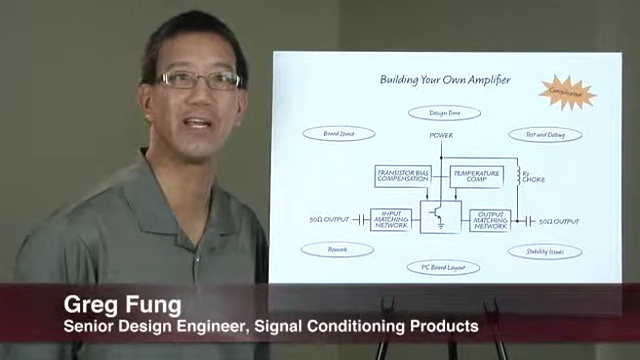 Building Your Own Amplifier
Complicated
Design Time
Board Space
POWER
Test and Debug
TRANSISTOR BIAS
COMPENSATION
TEMPERATURE
COMP
RF
CHOKE
50Ω OUTPUT
INPUT
MATCHING
NETWORK
OUTPUT
MATCHING
NETWORK
50Ω OUTPUT
Rework
Stability Issues
PC Board Layout
Greg Fung
Senior Design Engineer, Signal Conditioning Products